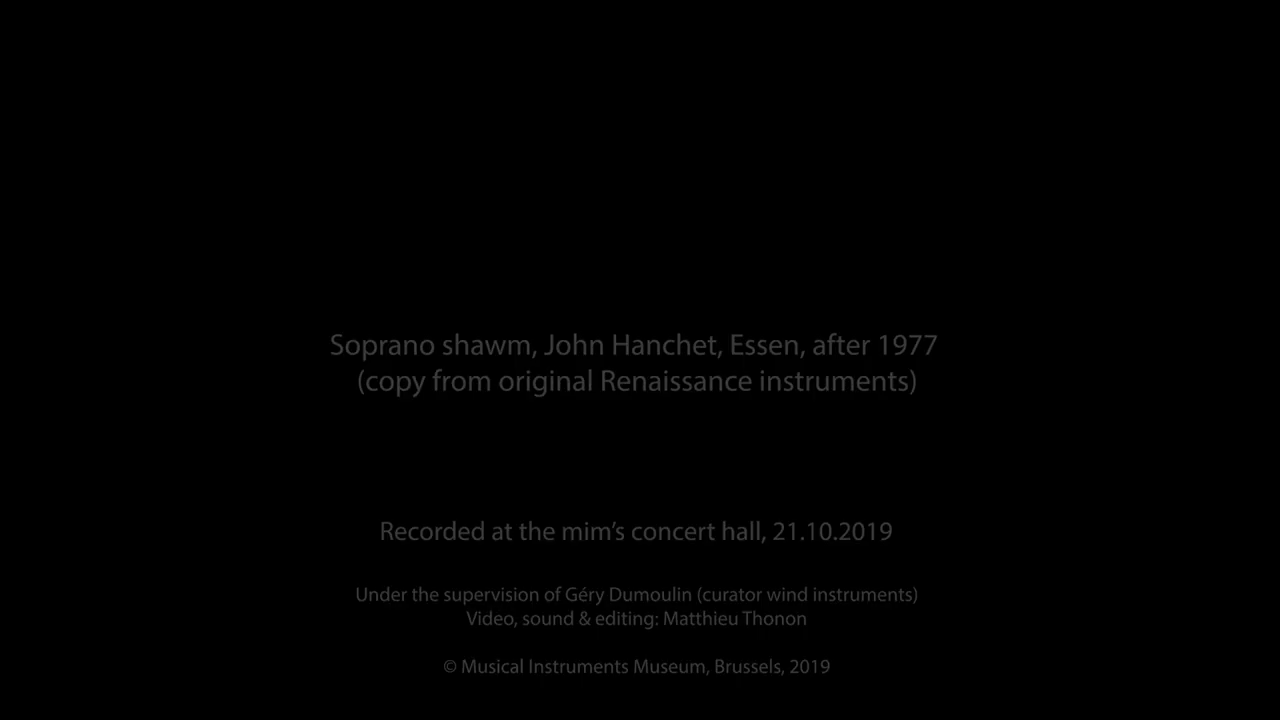 Soprano shawm, John Hanchet, Essen, after 1977
(copy from original Renaissance instruments)
Recorded at the mim’s concert hall, 21.10.2019
Under the supervision of Géry Dumoulin (curator wind instruments)
Video, sound & editing: Matthieu Thonon
© Musical Instruments Museum, Brussels, 2019